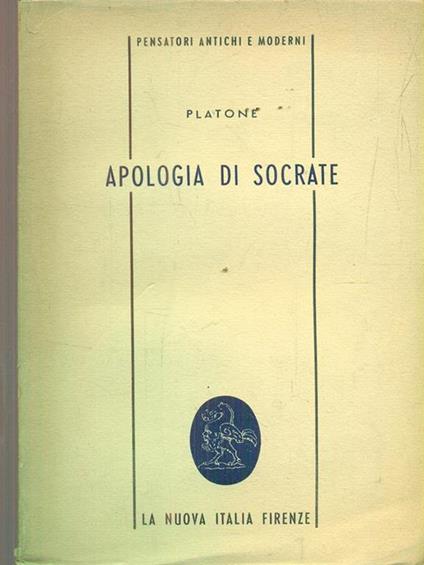 PENSATORI ANTICHI E MODERNI
PLATONE
APOLOGIA DI SOCRATE
LA NUOVA ITALIA FIRENZE